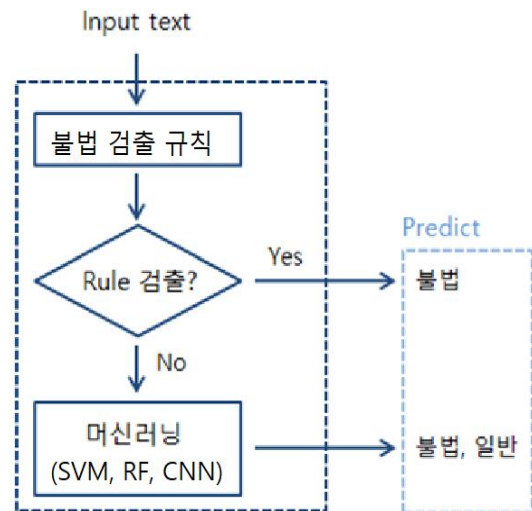 Input text
불법 검출 규칙
Predict
Rule 검출?
Yes
불법
No
머신러닝
(SVM, RF, CNN)
불법, 일반